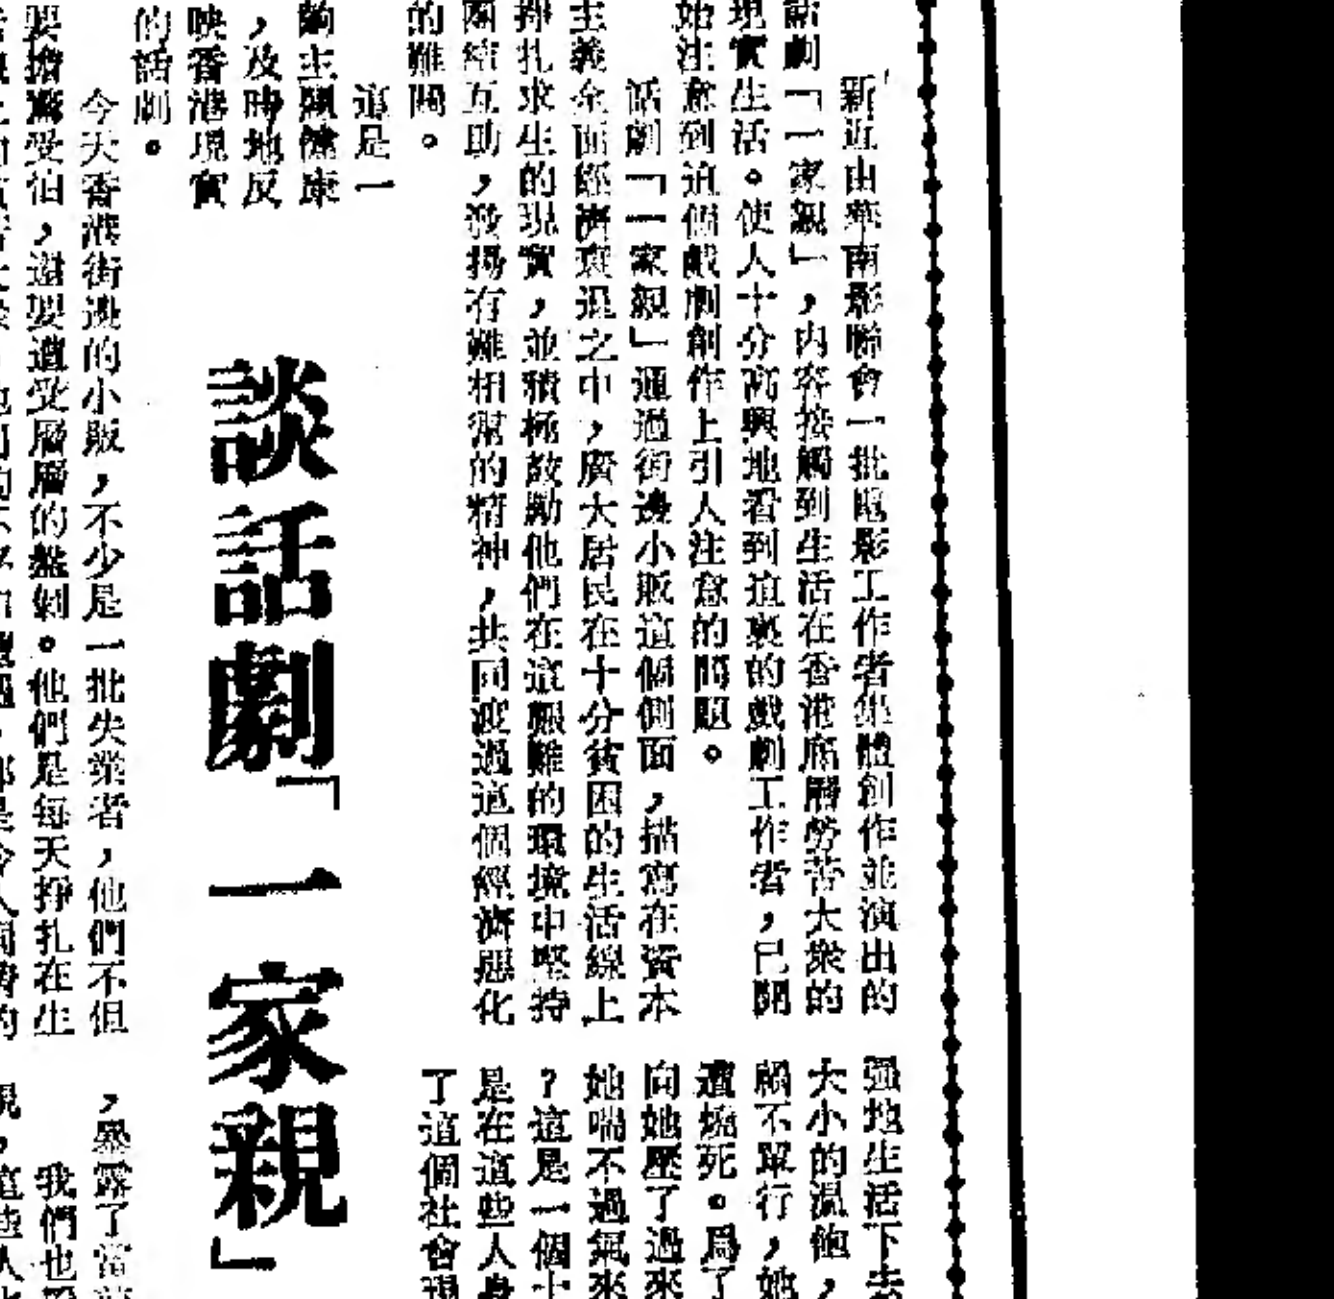 談話劇「一家親」
新近由華南影聯會一批電影工作者集體創作並演出的
話劇「一家親」，内容接觸到生活在香港底層勞苦大衆的
現實生活。使人十分高興地看到這裏的戲劇工作者，已開
始注意到這個戲劇創作上引人注意的問題。
話劇「一家親」通過街邊小販這個側面，描寫在資本
主義全面經濟衰退之中，廣大居民在十分貧困的生活線上
掙扎求生的現實，並積極鼓勵他們在這艱難的環境中堅持
團結互助，發揚有難相幫的精神，共同渡過這個經濟惡化
的難關。
這是一
齣主題健康
，及時地反
映香港現實
的話劇。
今天香港街邊的小販，不少是一批失業者，他們不但
要擔驚受怕，還要遭受層層的盤剝。他們是每天掙扎在生
強地生活下去
大小的溫飽，
禍不單行，她
遭燒死。爲了
向她壓了過來
她喘不過氣來
？這是一個
是在這些人身
了這個社會現
，暴露了當
我們也